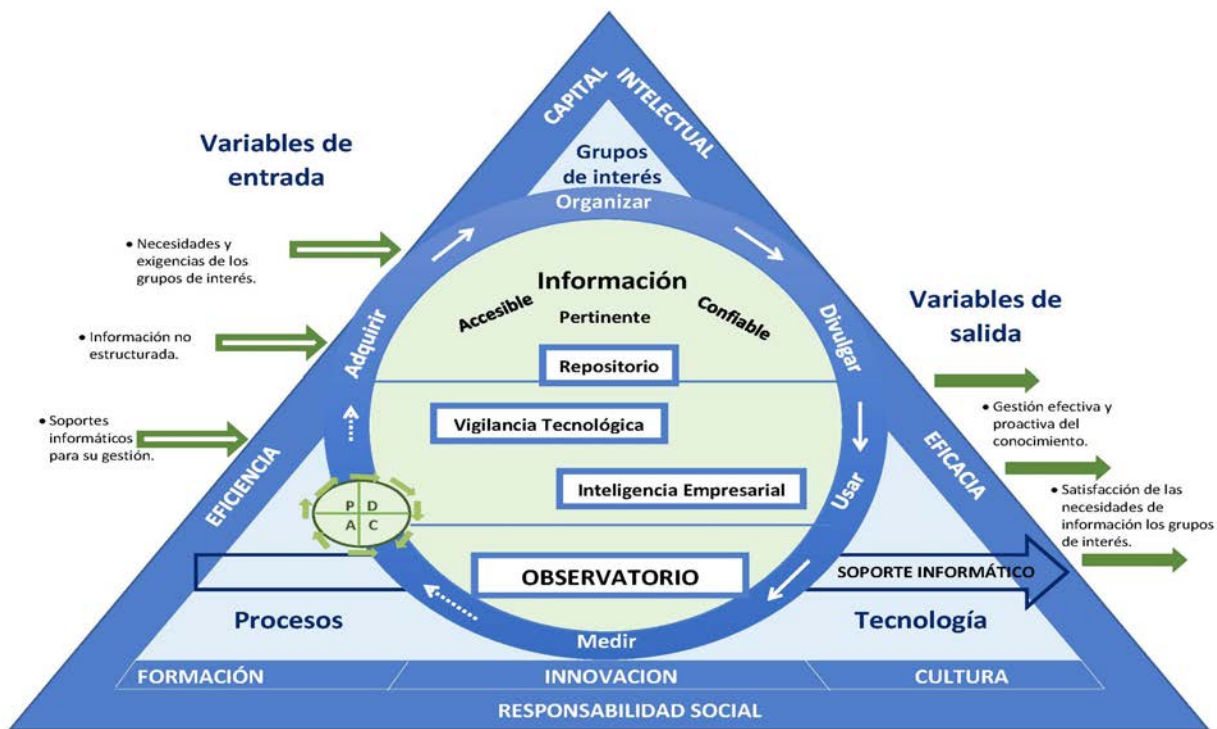 CAPITAL
INTELECTUAL
Variables de
entrada
Grupos
de interés
Organizar
• Necesidades y
exigencias de los
grupos de interés.
Información
Accesible
Pertinente
Confiable
Variables de
salida
• Información no
estructurada.
Adquirir
Divulgar
Repositorio
• Gestión efectiva y
proactiva del
conocimiento.
• Soportes
informáticos
para su gestión.
Vigilancia Tecnológica
EFICIENCIA
EFICACIA
Inteligencia Empresarial
Usar
• Satisfacción de las
necesidades de
información los grupos
de interés.
P D
A C
OBSERVATORIO
SOPORTE INFORMÁTICO
Procesos
Tecnología
Medir
FORMACIÓN
INNOVACION
CULTURA
RESPONSABILIDAD SOCIAL